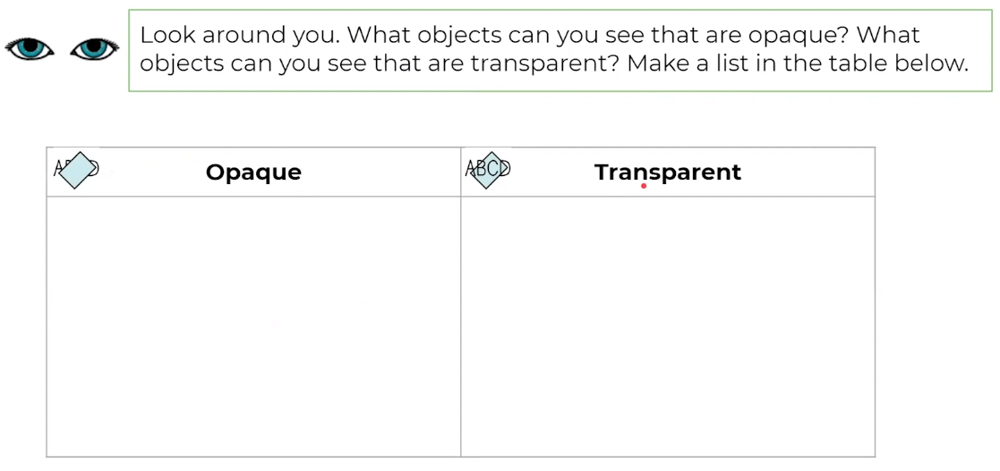 Look around you. What objects can you see that are opaque? What
objects can you see that are transparent? Make a list in the table below.
Opaque
ABCD
Transparent